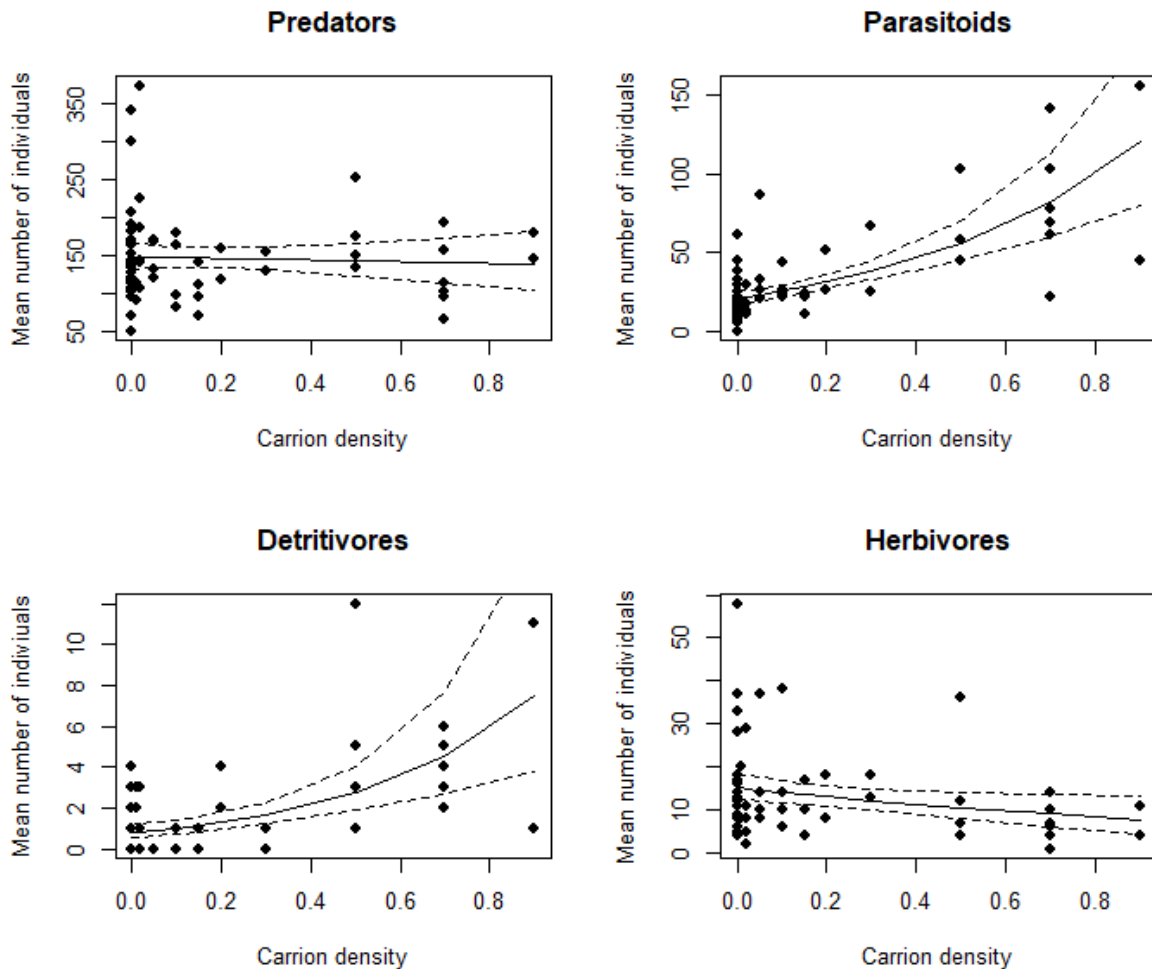 Predators
Mean number of individuals
50
150
250
350
0.0 0.2 0.4 0.6 0.8
Carrion density
Parasitoids
Mean number of individuals
0
50
100
150
0.0 0.2 0.4 0.6 0.8
Carrion density
Detritivores
Mean number of indiviuals
0
2
4
6
8
10
0.0 0.2 0.4 0.6 0.8
Carrion density
Herbivores
Mean number of individuals
0
10
30
50
0.0 0.2 0.4 0.6 0.8
Carrion density